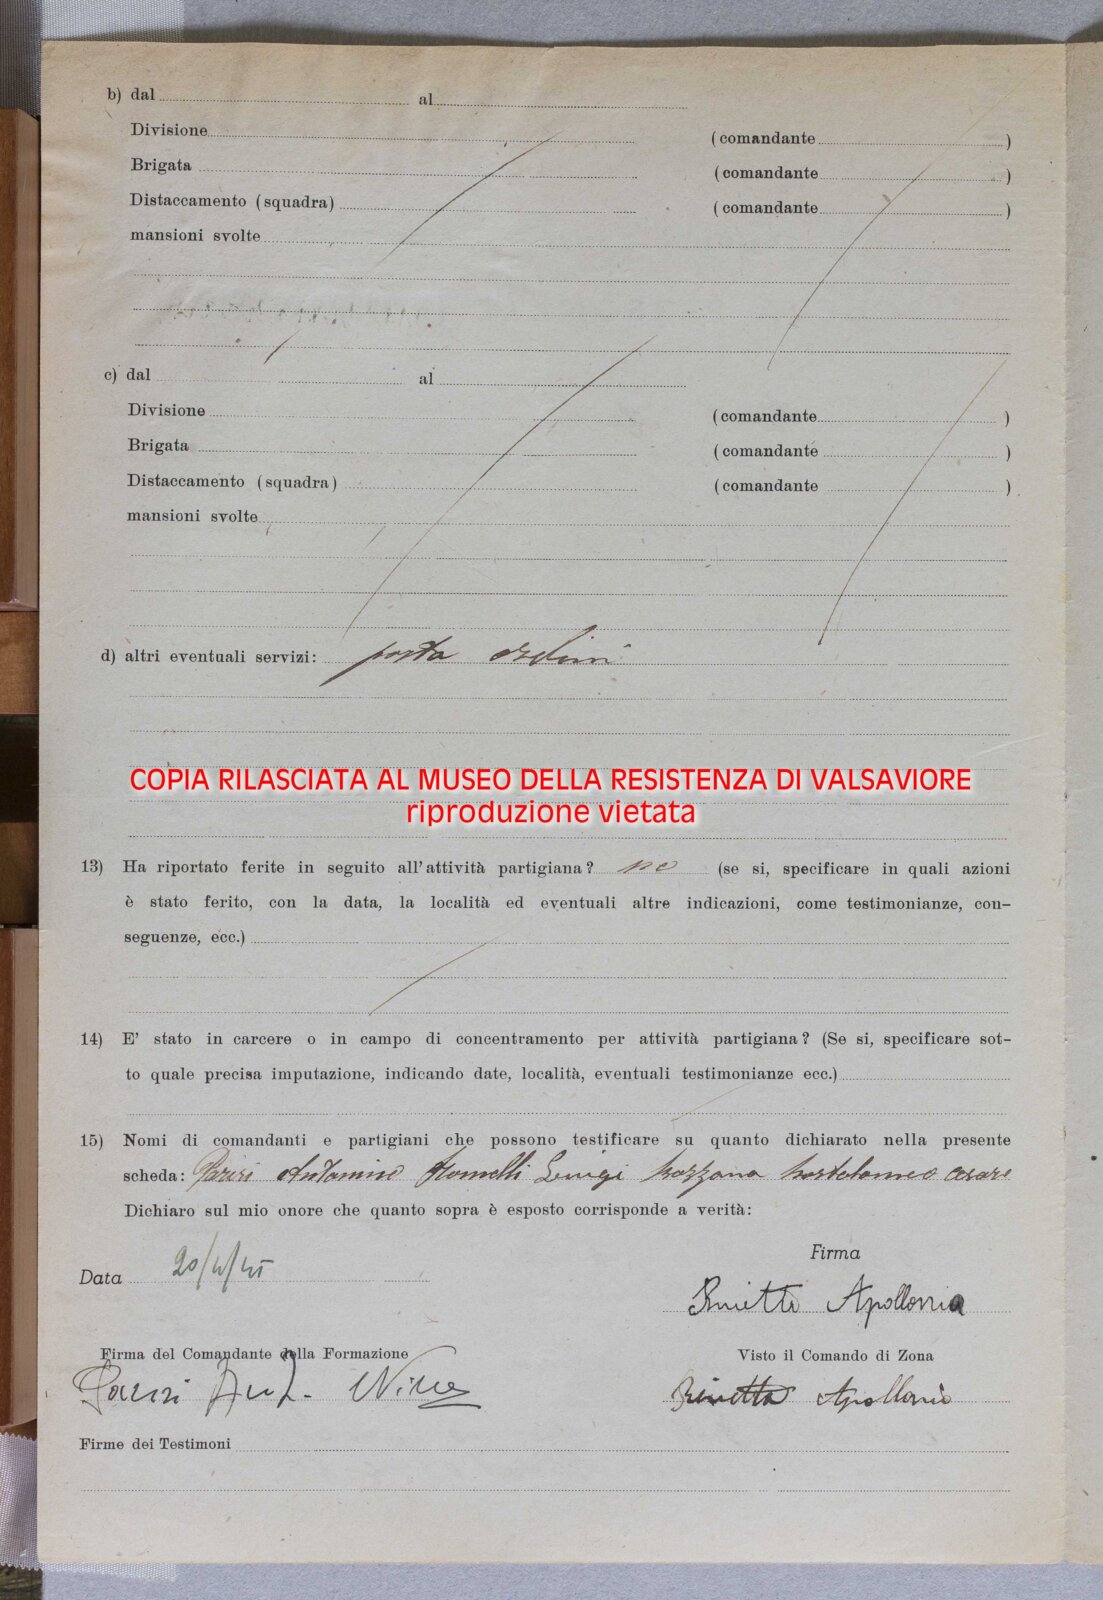 b) dal al
Divisione (comandante )
Brigata (comandante )
Distaccamento (squadra) (comandante )
mansioni svolte
c) dal al
Divisione (comandante )
Brigata (comandante )
Distaccamento (squadra) (comandante )
mansioni svolte
d) altri eventuali servizi: porta ordini
COPIA RILASCIATA AL MUSEO DELLA RESISTENZA DI VALSAVIORE
riproduzione vietata
13) Ha riportato ferite in seguito all'attività partigiana? no (se si, specificare in quali azioni
è stato ferito, con la data, la località ed eventuali altre indicazioni, come testimonianze, con-
seguenze, ecc.)
14) E' stato in carcere o in campo di concentramento per attività partigiana? (Se si, specificare sot-
to quale precisa imputazione, indicando date, località, eventuali testimonianze ecc.)
15) Nomi di comandanti e partigiani che possono testificare su quanto dichiarato nella presente
scheda: Parisi Antonino Luigi Bazzana Bortolomeo Cesare
Dichiaro sul mio onore che quanto sopra è esposto corrisponde a verità:
Firma
Data
Apollonia
Firma del Comandante della Formazione Visto il Comando di Zona
Parisi Ant. Nino Apollonio
Firme dei Testimoni